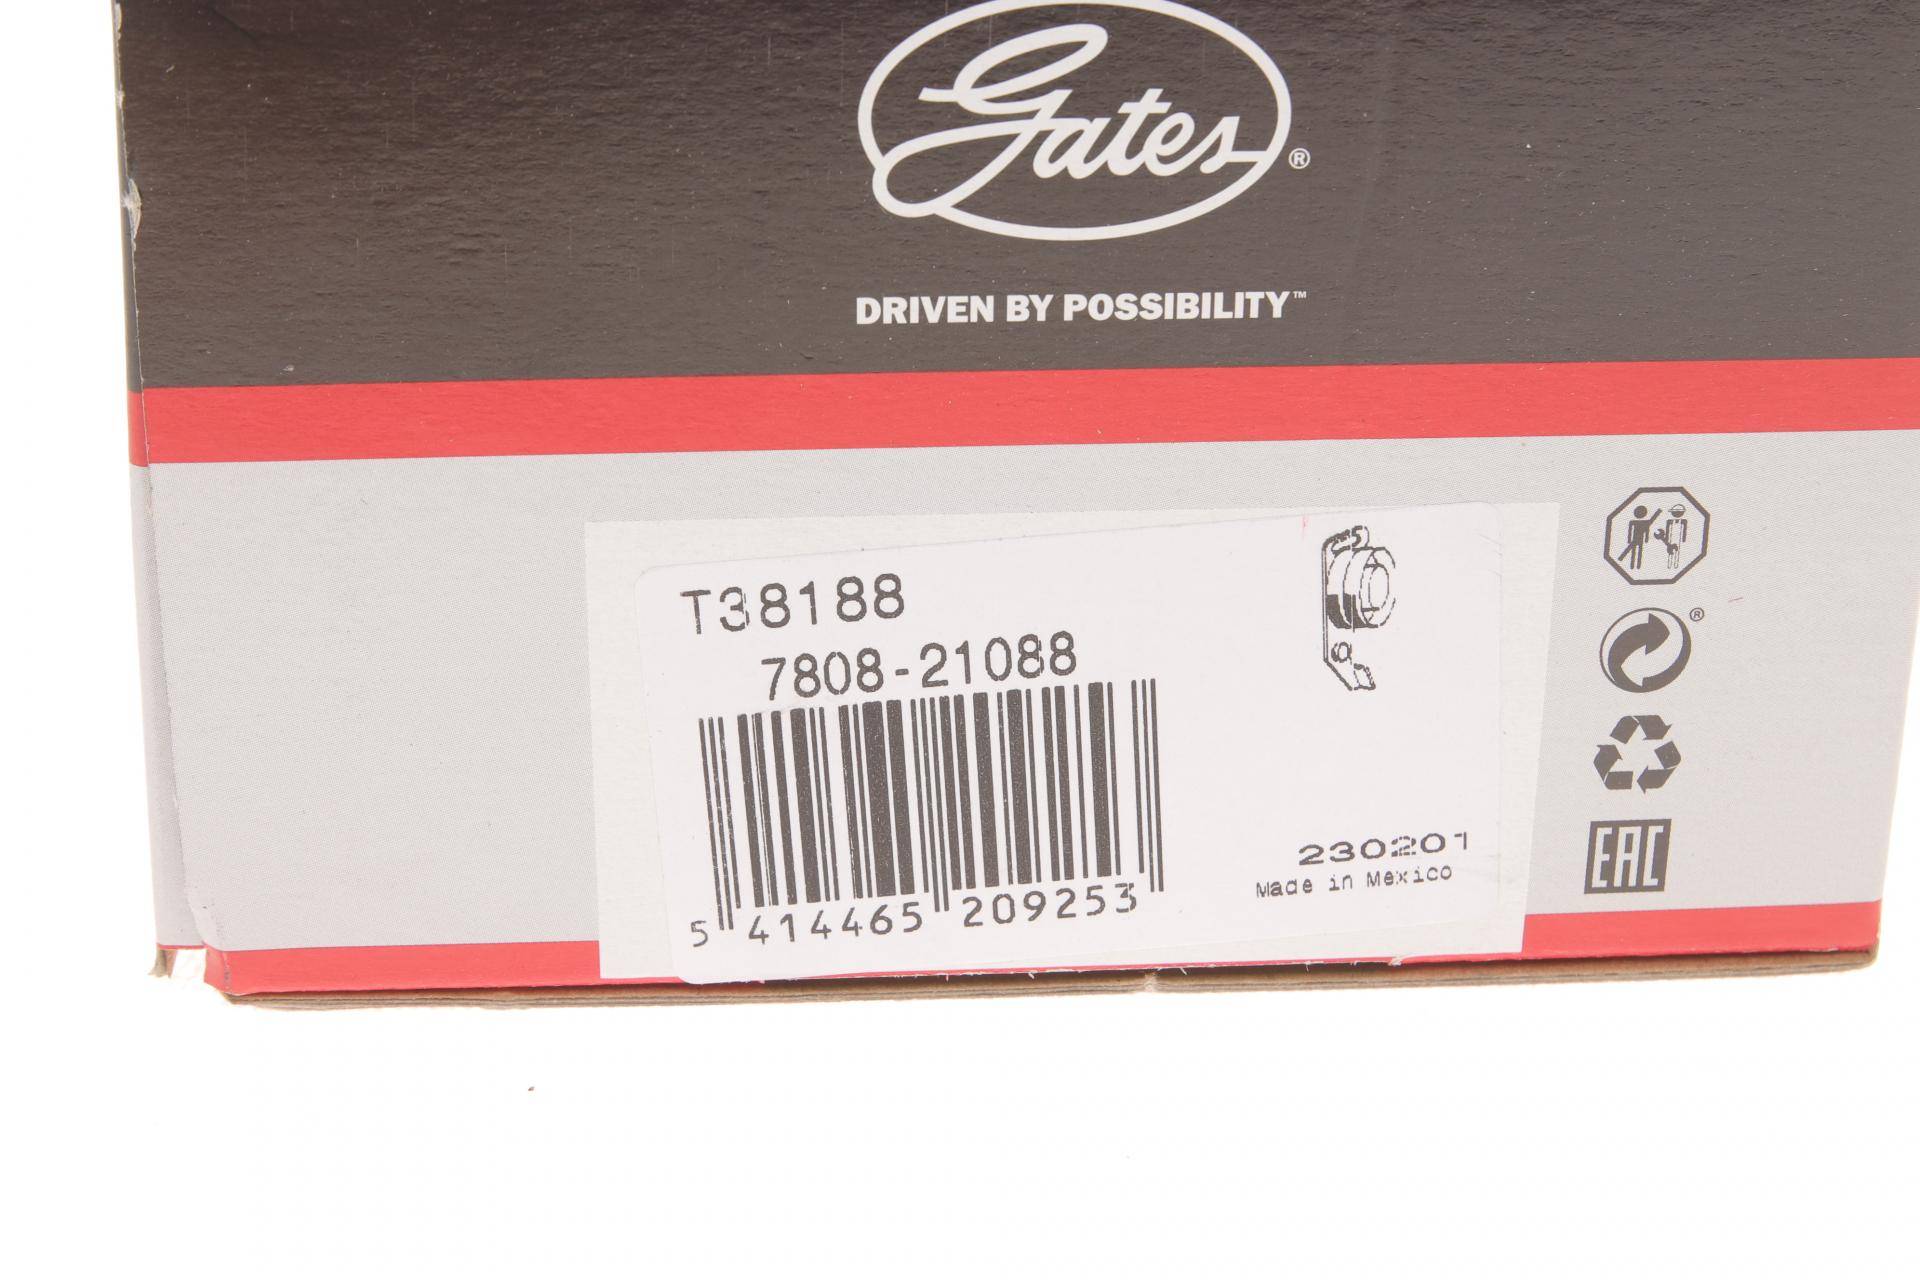 Gates®
DRIVEN BY POSSIBILITY™
T38188
7808-21088
5 414465 209253
230201
Made in Mexico
®
EAC